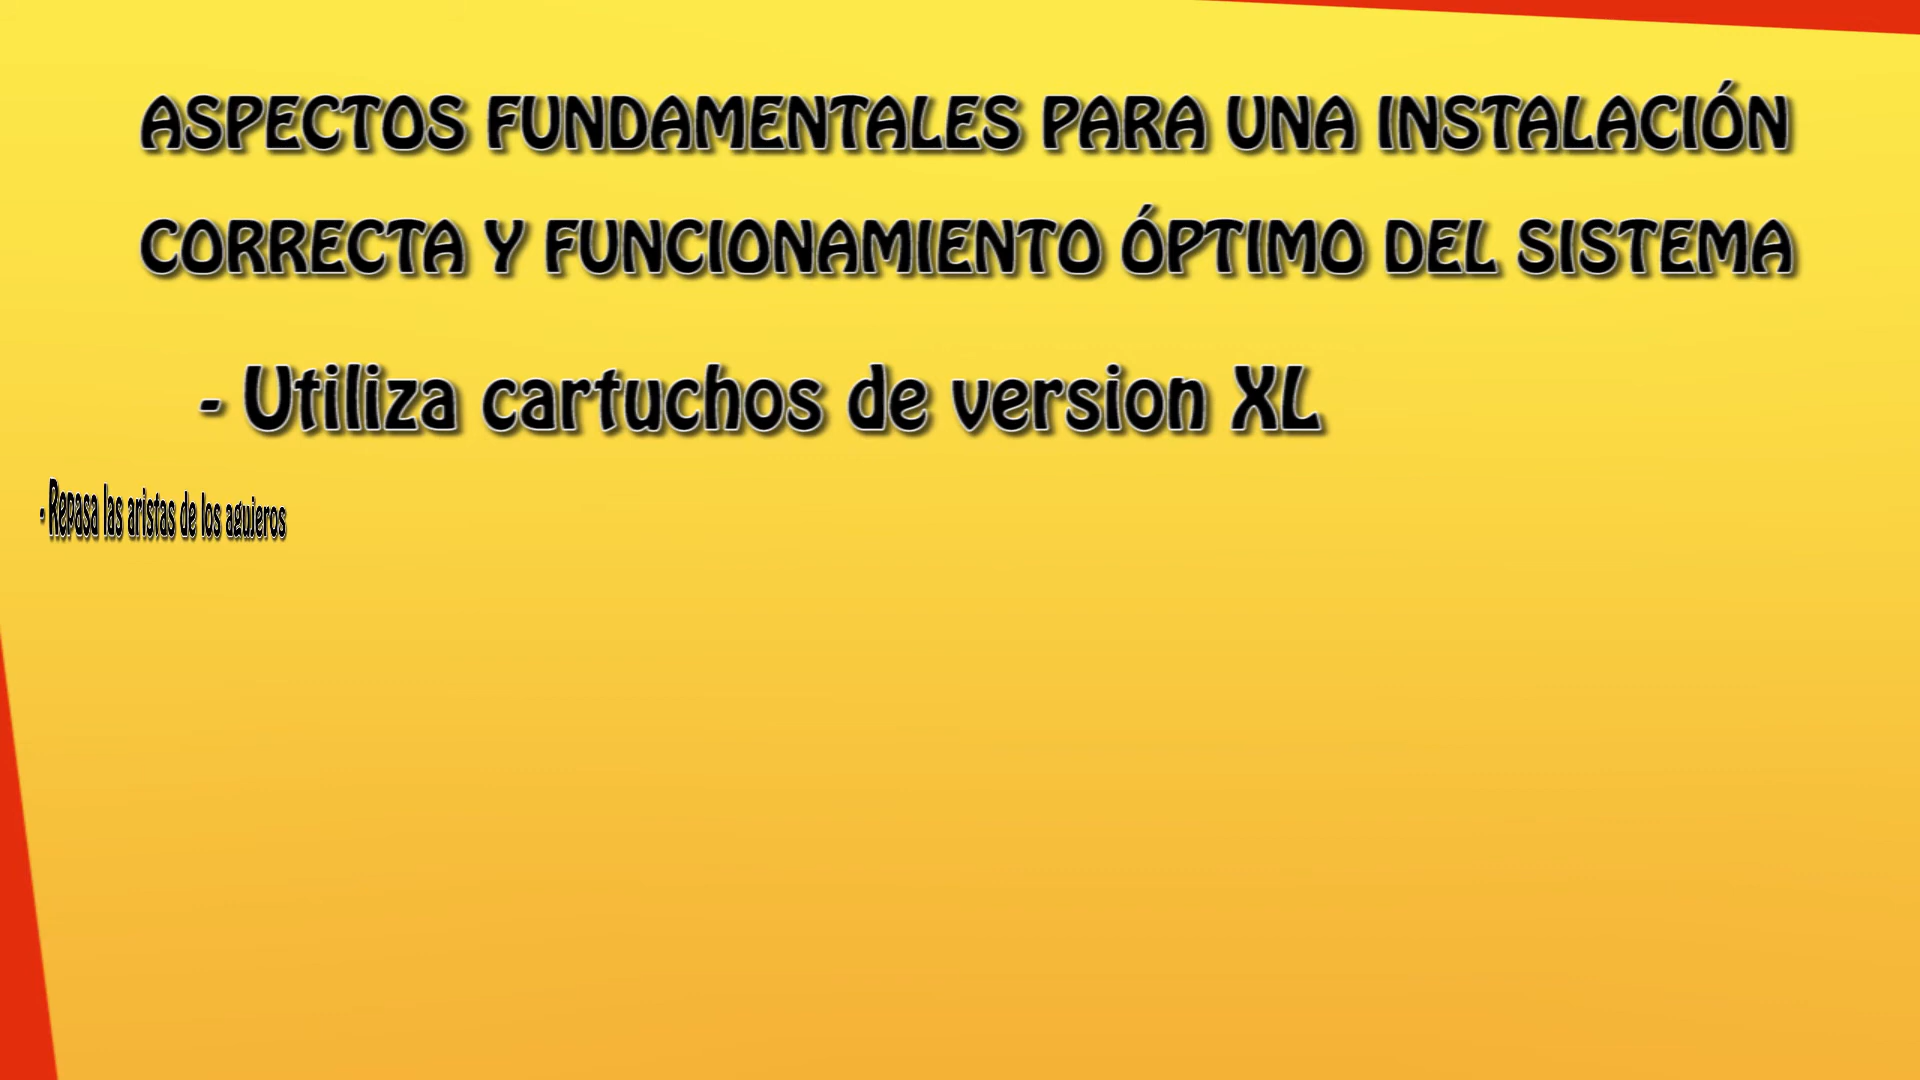 ASPECTOS FUNDAMENTALES PARA UNA INSTALACIÓN
CORRECTA Y FUNCIONAMIENTO ÓPTIMO DEL SISTEMA
- Utiliza cartuchos de version XL
- Repasa las aristas de los agujeros